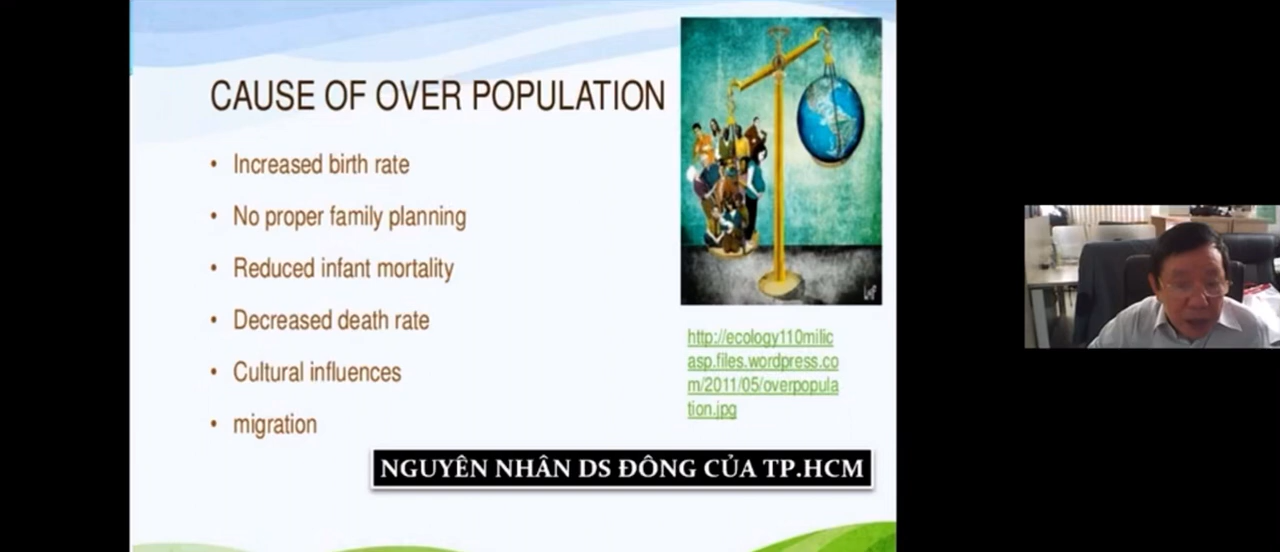 CAUSE OF OVER POPULATION
• Increased birth rate
• No proper family planning
• Reduced infant mortality
• Decreased death rate
• Cultural influences
• migration
http://ecology110milic
asp.files.wordpress.co
m/2011/05/overpopula
tion.jpg
NGUYÊN NHÂN DS ĐÔNG CỦA TP.HCM